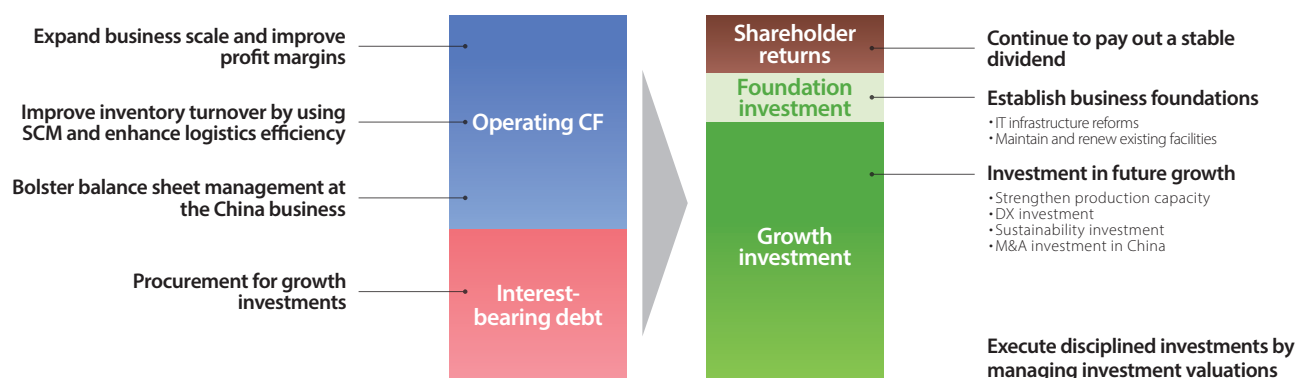 Expand business scale and improve
profit margins
Improve inventory turnover by using
SCM and enhance logistics efficiency
Bolster balance sheet management at
the China business
Procurement for growth
investments
Operating CF
Interest-
bearing debt
Shareholder
returns
Foundation
investment
Growth
investment
Continue to pay out a stable
dividend
Establish business foundations
・IT infrastructure reforms
・Maintain and renew existing facilities
Investment in future growth
・Strengthen production capacity
・DX investment
・Sustainability investment
・M&A investment in China
Execute disciplined investments by
managing investment valuations